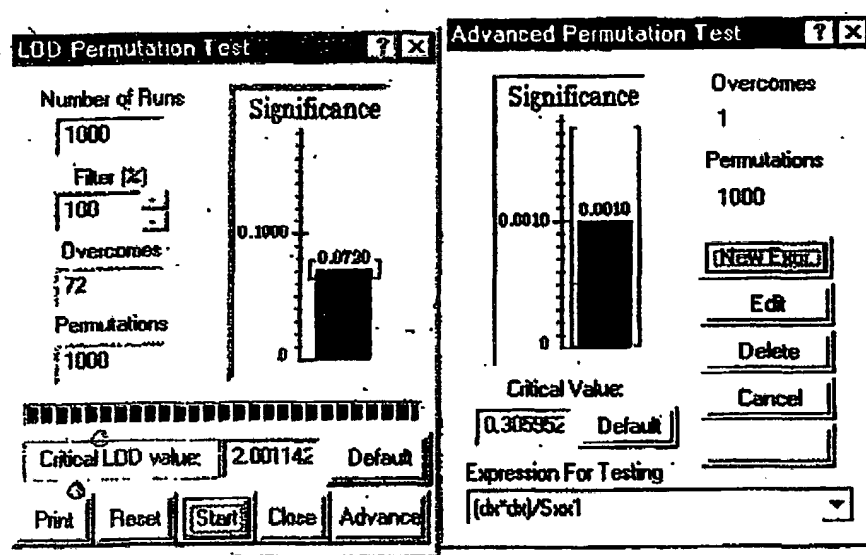 LOD Permutation Test ? X
Number of Runs
1000
Filter (%)
100
Overcomes
72
Permutations
1000
Significance
0.1000
0.0720
0
Critical LOD value: 2.001142 Default
Print Reset Start Close Advance
Advanced Permutation Test ? X
Significance
0.0010
0.0010
0
Overcomes
1
Permutations
1000
New Expr.
Edit
Delete
Cancel
Critical Value:
0.305952 Default
Expression For Testing
(dx*dx)/Sxx1